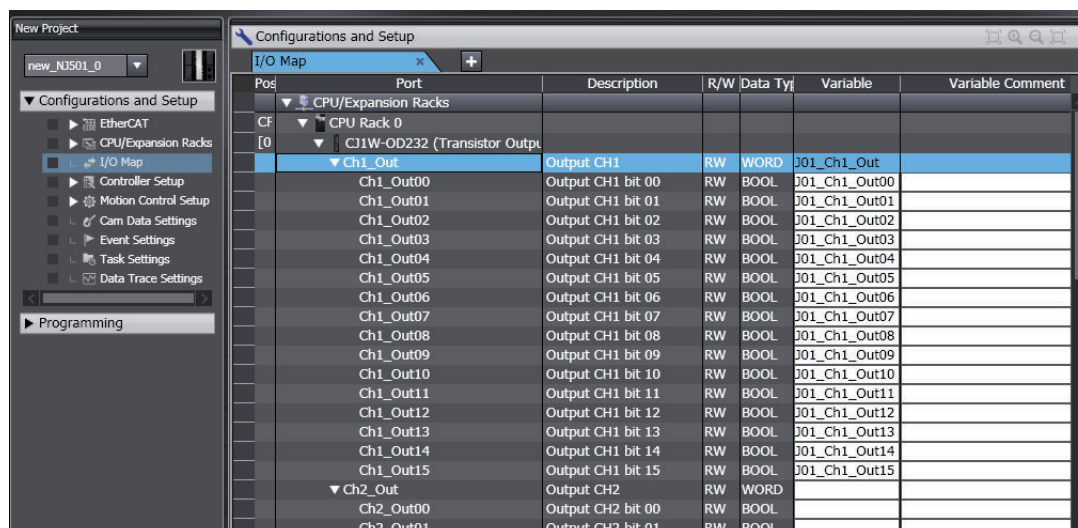 New Project
new_NJ501_0
Configurations and Setup
EtherCAT
CPU/Expansion Racks
I/O Map
Controller Setup
Motion Control Setup
Cam Data Settings
Event Settings
Task Settings
Data Trace Settings
Programming
Configurations and Setup
I/O Map × +
Pos Port Description R/W Data Typ Variable Variable Comment
CPU/Expansion Racks
CF CPU Rack 0
[0 CJ1W-OD232 (Transistor Outpu
Ch1_Out Output CH1 RW WORD J01_Ch1_Out
Ch1_Out00 Output CH1 bit 00 RW BOOL J01_Ch1_Out00
Ch1_Out01 Output CH1 bit 01 RW BOOL J01_Ch1_Out01
Ch1_Out02 Output CH1 bit 02 RW BOOL J01_Ch1_Out02
Ch1_Out03 Output CH1 bit 03 RW BOOL J01_Ch1_Out03
Ch1_Out04 Output CH1 bit 04 RW BOOL J01_Ch1_Out04
Ch1_Out05 Output CH1 bit 05 RW BOOL J01_Ch1_Out05
Ch1_Out06 Output CH1 bit 06 RW BOOL J01_Ch1_Out06
Ch1_Out07 Output CH1 bit 07 RW BOOL J01_Ch1_Out07
Ch1_Out08 Output CH1 bit 08 RW BOOL J01_Ch1_Out08
Ch1_Out09 Output CH1 bit 09 RW BOOL J01_Ch1_Out09
Ch1_Out10 Output CH1 bit 10 RW BOOL J01_Ch1_Out10
Ch1_Out11 Output CH1 bit 11 RW BOOL J01_Ch1_Out11
Ch1_Out12 Output CH1 bit 12 RW BOOL J01_Ch1_Out12
Ch1_Out13 Output CH1 bit 13 RW BOOL J01_Ch1_Out13
Ch1_Out14 Output CH1 bit 14 RW BOOL J01_Ch1_Out14
Ch1_Out15 Output CH1 bit 15 RW BOOL J01_Ch1_Out15
Ch2_Out Output CH2 RW WORD
Ch2_Out00 Output CH2 bit 00 RW BOOL
Ch2_Out01 Output CH2 bit 01 RW BOOL